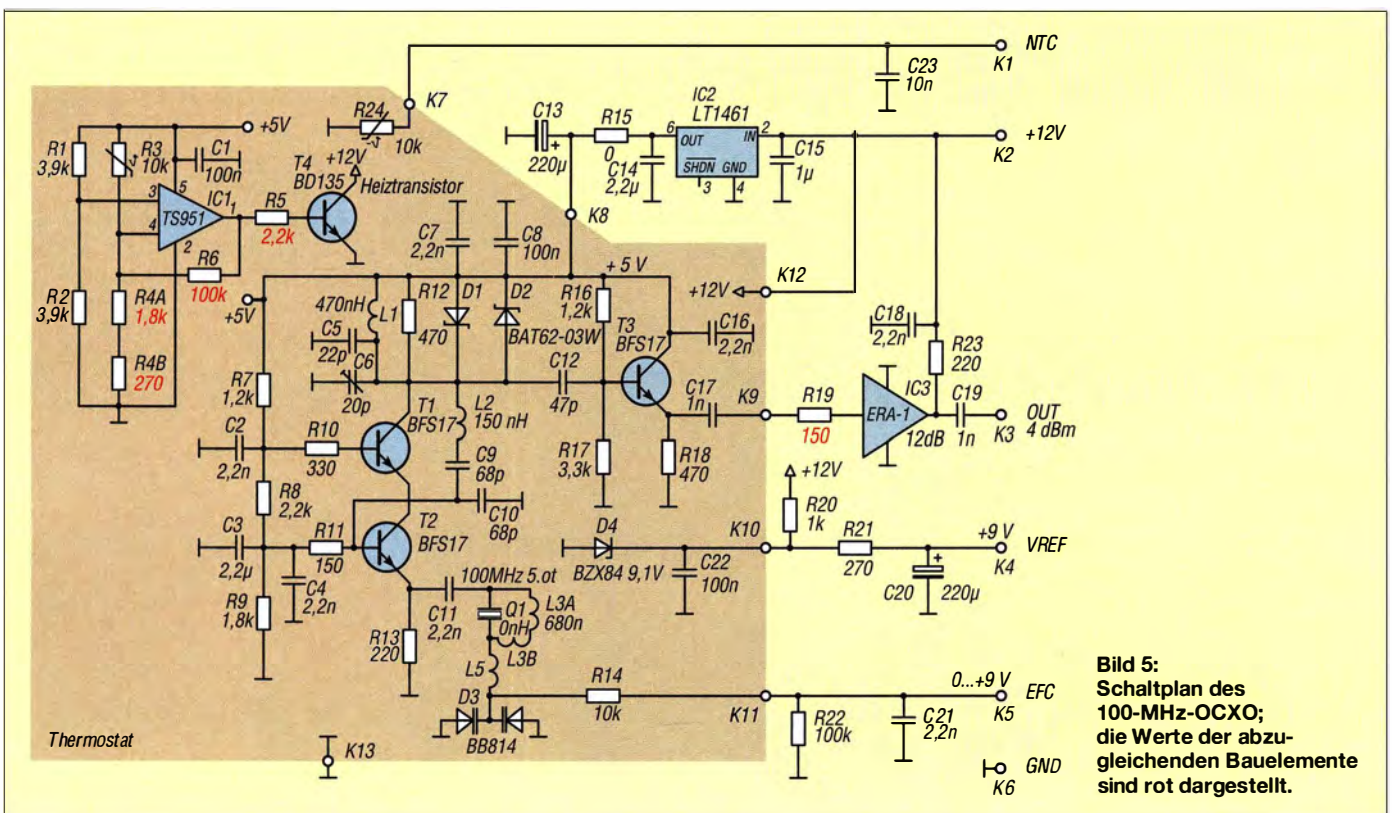 NTC
K1
C23
10n
K7
R24
10k
+5V
R1
3,9k
R3
10k
C1
100n
IC1
3
4
5
1
2
TS951
T4
BD135
+12V
Heiztransistor
R5
2,2k
R6
100k
R2
3,9k
R4A
1,8k
R4B
270
C13
+
220µ
R15
0
C14
2,2µ
IC2
LT1461
6
OUT
IN
2
SHDN
GND
3
4
C15
1µ
+12V
K2
K8
C7
2,2n
C8
100n
+5 V
K12
+12V
+5V
470nH
L1
R12
470
D1
D2
BAT62-03W
R16
1,2k
T3
BFS17
C16
2,2n
C5
22p
C6
20p
C12
47p
C17
1n
K9
R19
150
C18
2,2n
R23
220
IC3
ERA-1
12dB
C19
1n
OUT
4 dBm
K3
R7
1,2k
C2
2,2n
R10
330
T1
BFS17
L2
150 nH
C9
68p
C10
68p
R17
3,3k
R18
470
R8
2,2k
C3
2,2µ
R11
150
T2
BFS17
C4
2,2n
R9
1,8k
D4
BZX84 9,1V
C22
100n
K10
+12V
R20
1k
R21
270
+9 V
VREF
K4
+
C20
220µ
100MHz 5.ot
C11
2,2n
Q1
0nH
L3A
680n
L3B
R13
220
L5
D3
BB814
R14
10k
K11
R22
100k
C21
2,2n
0...+9 V
EFC
K5
GND
K6
K13
Thermostat
Bild 5:
Schaltplan des
100-MHz-OCXO;
die Werte der abzu-
gleichenden Bauelemente
sind rot dargestellt.